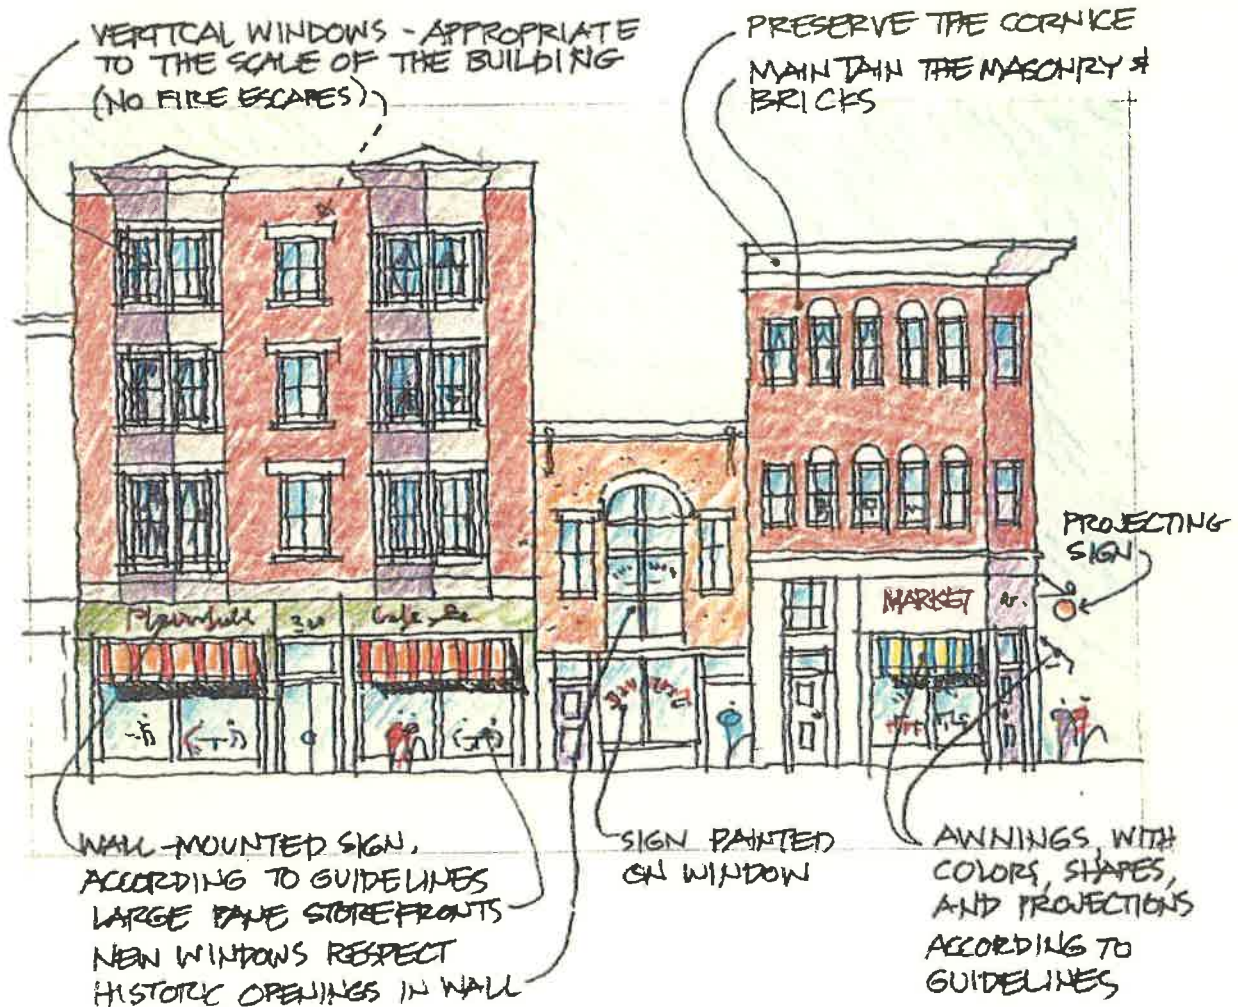 VERTICAL WINDOWS - APPROPRIATE
TO THE SCALE OF THE BUILDING
(NO FIRE ESCAPES)
PRESERVE THE CORNICE
MAINTAIN THE MASONRY &
BRICKS
PROJECTING
SIGN
MARKET
WALL-MOUNTED SIGN,
ACCORDING TO GUIDELINES
LARGE PANE STOREFRONTS
NEW WINDOWS RESPECT
HISTORIC OPENINGS IN WALL
SIGN PAINTED
ON WINDOW
AWNINGS, WITH
COLORS, SHAPES,
AND PROJECTIONS
ACCORDING TO
GUIDELINES